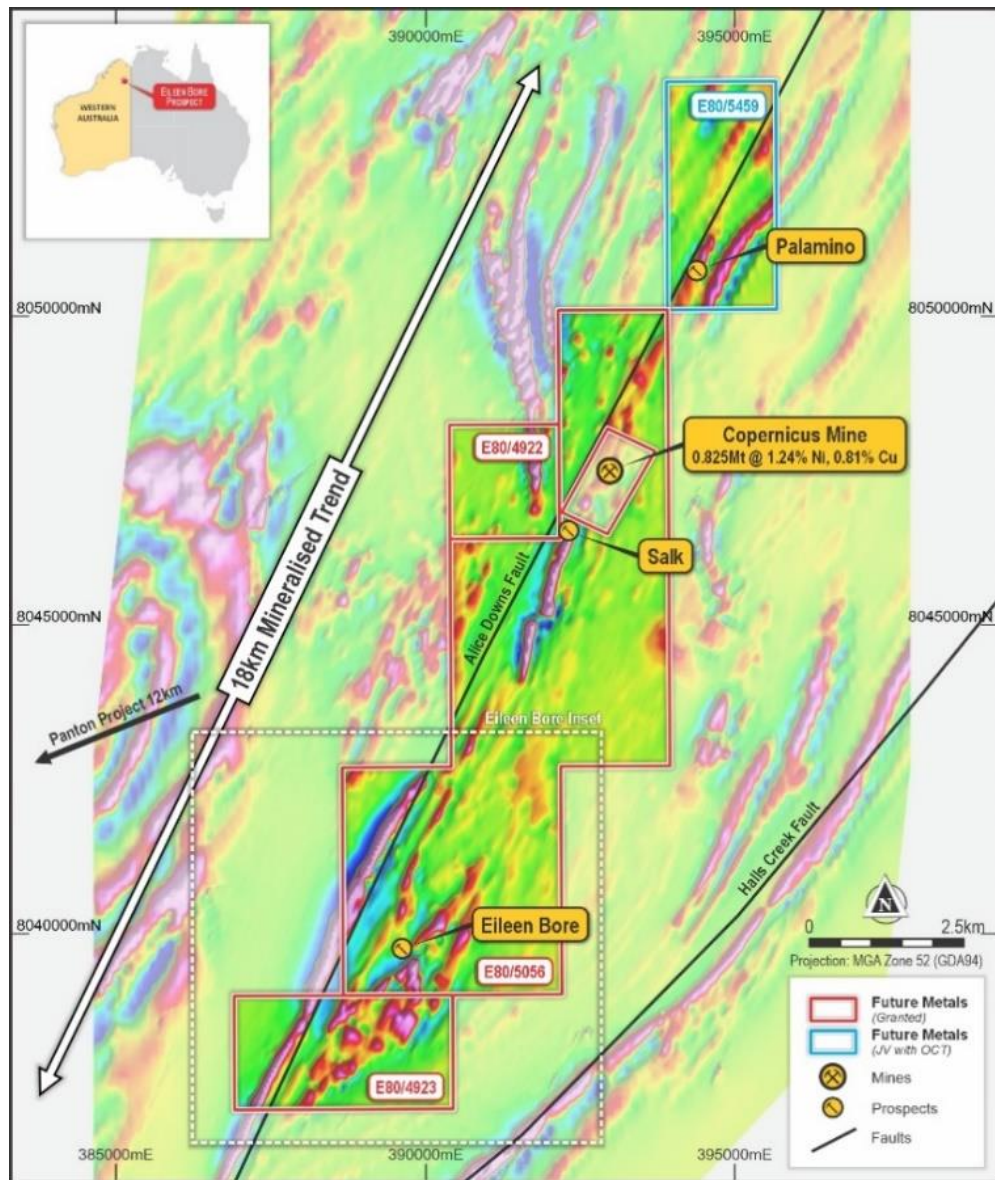 390000mE
395000mE
EILEEN BORE
PROSPECT
WESTERN
AUSTRALIA
E80/5459
Palamino
8050000mN
8050000mN
Copernicus Mine
0.825Mt @ 1.24% Ni, 0.81% Cu
E80/4922
18km Mineralised Trend
Salk
Alice Downs Fault
8045000mN
8045000mN
Panton Project 12km
Eileen Bore Inset
Halls Creek Fault
N
8040000mN
Eileen Bore
0
2.5km
8040000mN
Projection: MGA Zone 52 (GDA94)
E80/5056
Future Metals
(Granted)
Future Metals
(JV with OCT)
Mines
Prospects
Faults
E80/4923
385000mE
390000mE
395000mE